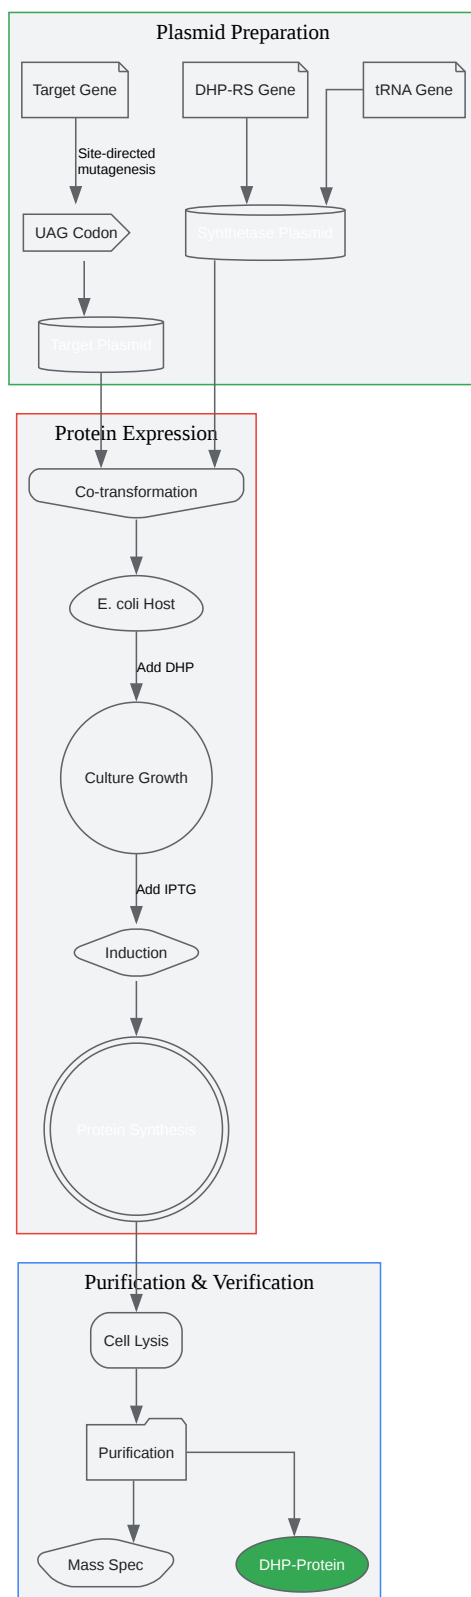 Plasmid Preparation
Target Gene
DHP-RS Gene
tRNA Gene
Site-directed
mutagenesis
UAG Codon
Synthetase Plasmid
Target Plasmid
Protein Expression
Co-transformation
E. coli Host
Add DHP
Culture Growth
Add IPTG
Induction
Protein Synthesis
Purification & Verification
Cell Lysis
Purification
Mass Spec
DHP-Protein